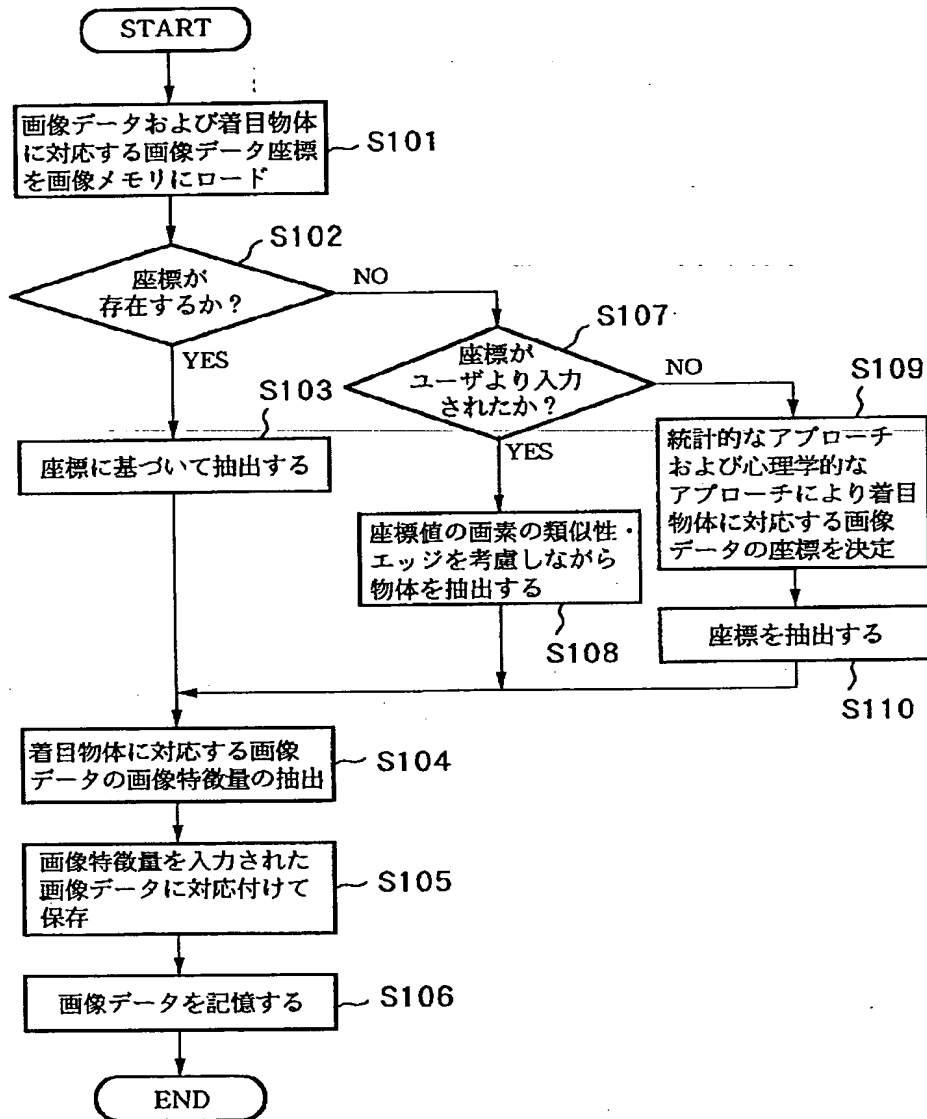 START
画像データおよび着目物体
に対応する画像データ座標
を画像メモリにロード
S101
S102
座標が
存在するか？
NO
YES
S107
座標が
ユーザより入力
されたか？
NO
YES
S103
座標に基づいて抽出する
S109
統計的なアプローチ
および心理学的な
アプローチにより着目
物体に対応する画像
データの座標を決定
座標値の画素の類似性・
エッジを考慮しながら
物体を抽出する
S108
座標を抽出する
S110
着目物体に対応する画像
データの画像特徴量の抽出
S104
画像特徴量を入力された
画像データに対応付けて
保存
S105
画像データを記憶する
S106
END